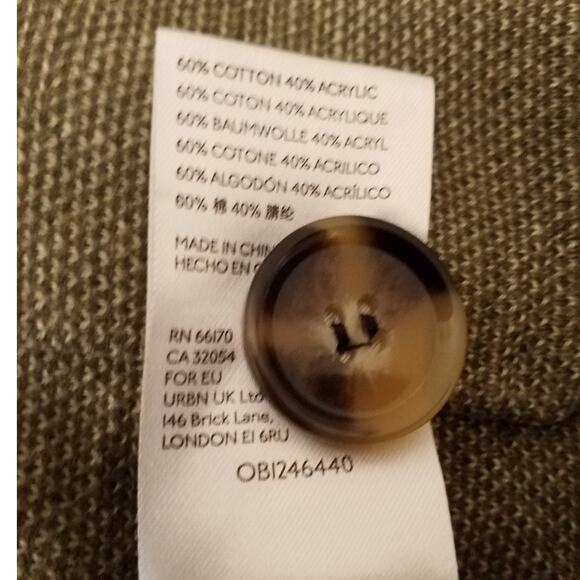 60% COTTON 40% ACRYLIC
60% COTON 40% ACRYLIQUE
60% BAUMWOLLE 40% ACRYL
60% COTONE 40% ACRILICO
60% ALGODÓN 40% ACRÍLICO
60% 棉 40% 腈纶
MADE IN CHIN
HECHO EN
RN 66170
CA 32054
FOR EU
URBN UK Ltd
146 Brick Lane,
LONDON E1 6RU
OB1246440